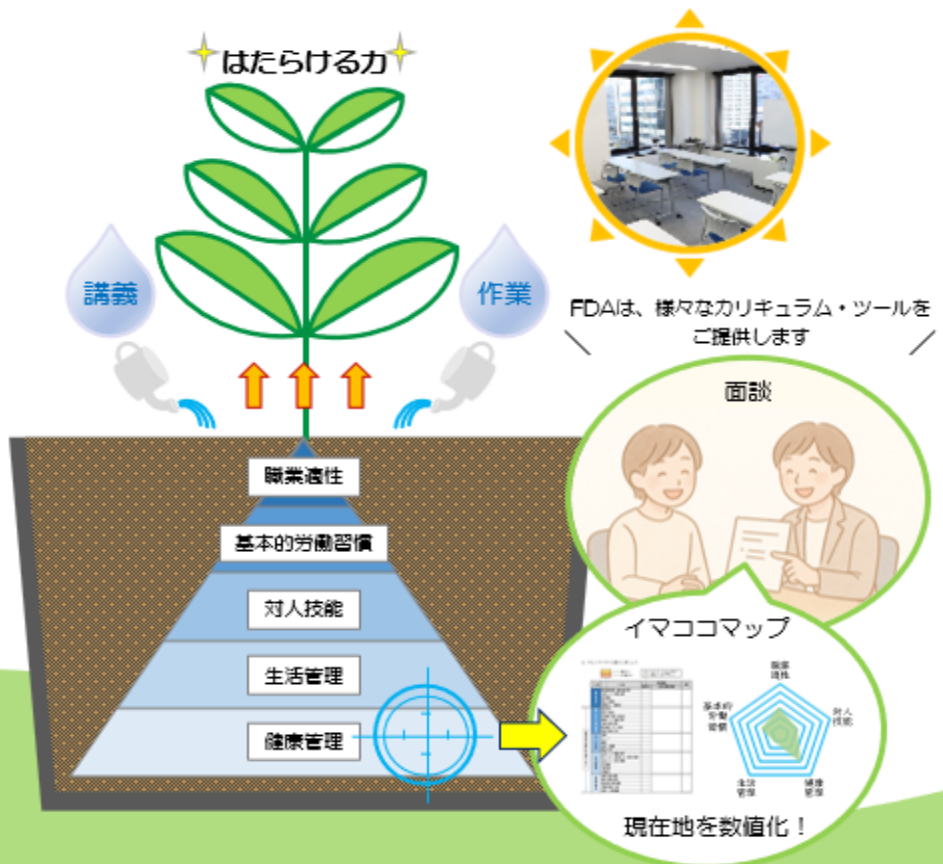 はたらける力
講義
作業
FDAは、様々なカリキュラム・ツールを
ご提供します
面談
職業適性
基本的労働習慣
対人技能
生活管理
健康管理
イマココマップ
職業
適性
基本的
労働
習慣
対人
技能
生活
管理
健康
管理
現在地を数値化！